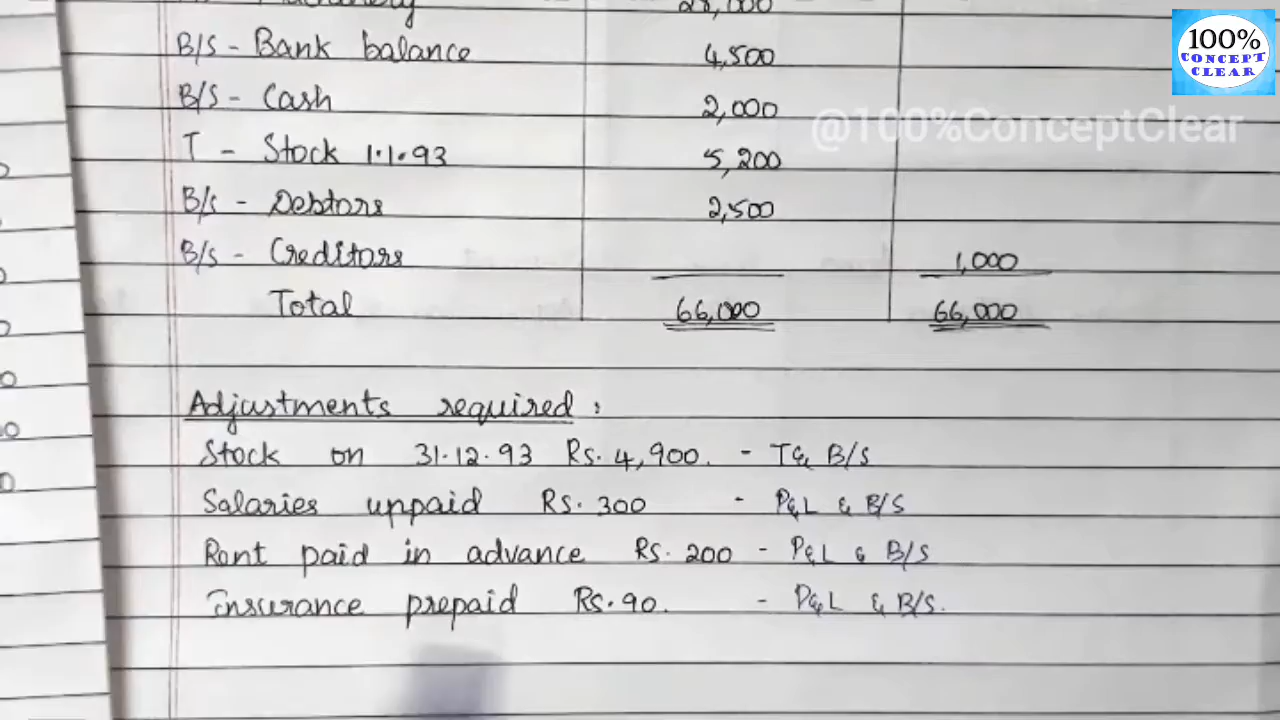 B/S - Bank balance 4,500
B/S - Cash 2,000
T - Stock 1.1.93 5,200
B/S - Debtors 2,500
B/S - Creditors 1,000
Total 66,000 66,000
Adjustments required :
Stock on 31.12.93 Rs. 4,900. - T & B/S
Salaries unpaid Rs. 300 - P&L & B/S
Rent paid in advance Rs. 200 - P&L & B/S
Insurance prepaid Rs. 90. - P&L & B/S.
100%
CONCEPT
CLEAR
@100%ConceptClear